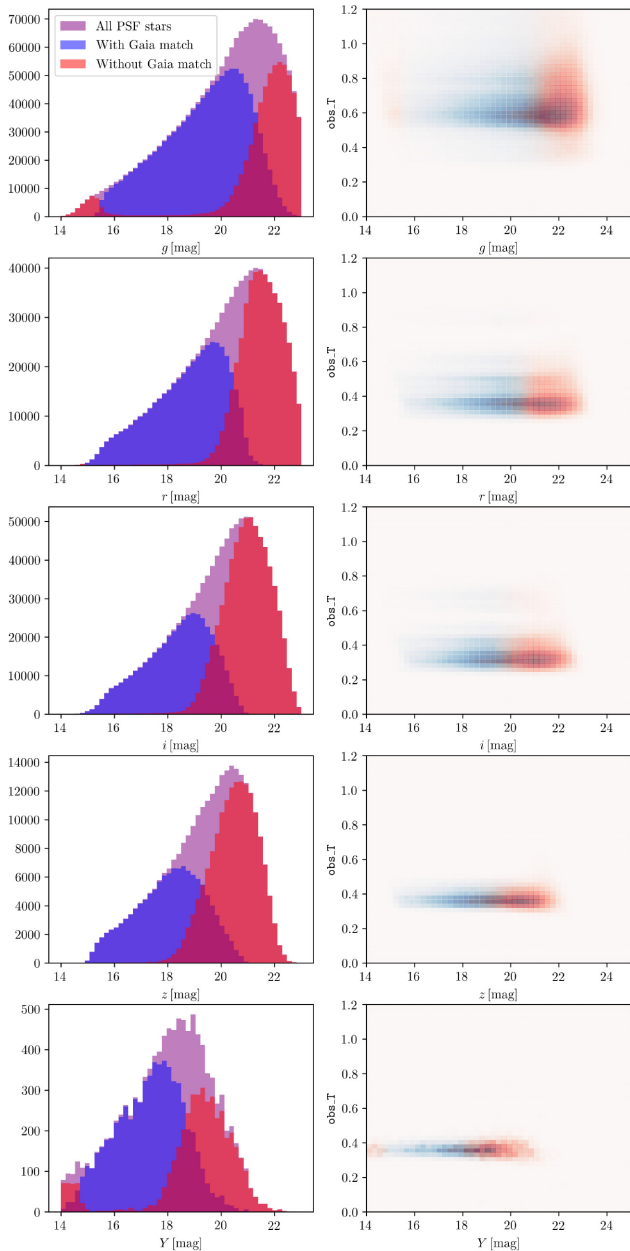 All PSF stars
With Gaia match
Without Gaia match
70000
60000
50000
40000
30000
20000
10000
0
14 16 18 20 22
g [mag]
obs_T
1.2
1.0
0.8
0.6
0.4
0.2
0.0
14 16 18 20 22 24
g [mag]
40000
30000
20000
10000
0
14 16 18 20 22
r [mag]
obs_T
1.2
1.0
0.8
0.6
0.4
0.2
0.0
14 16 18 20 22 24
r [mag]
50000
40000
30000
20000
10000
0
14 16 18 20 22
i [mag]
obs_T
1.2
1.0
0.8
0.6
0.4
0.2
0.0
14 16 18 20 22 24
i [mag]
14000
12000
10000
8000
6000
4000
2000
0
14 16 18 20 22
z [mag]
obs_T
1.2
1.0
0.8
0.6
0.4
0.2
0.0
14 16 18 20 22 24
z [mag]
500
400
300
200
100
0
14 16 18 20 22
Y [mag]
obs_T
1.2
1.0
0.8
0.6
0.4
0.2
0.0
14 16 18 20 22 24
Y [mag]